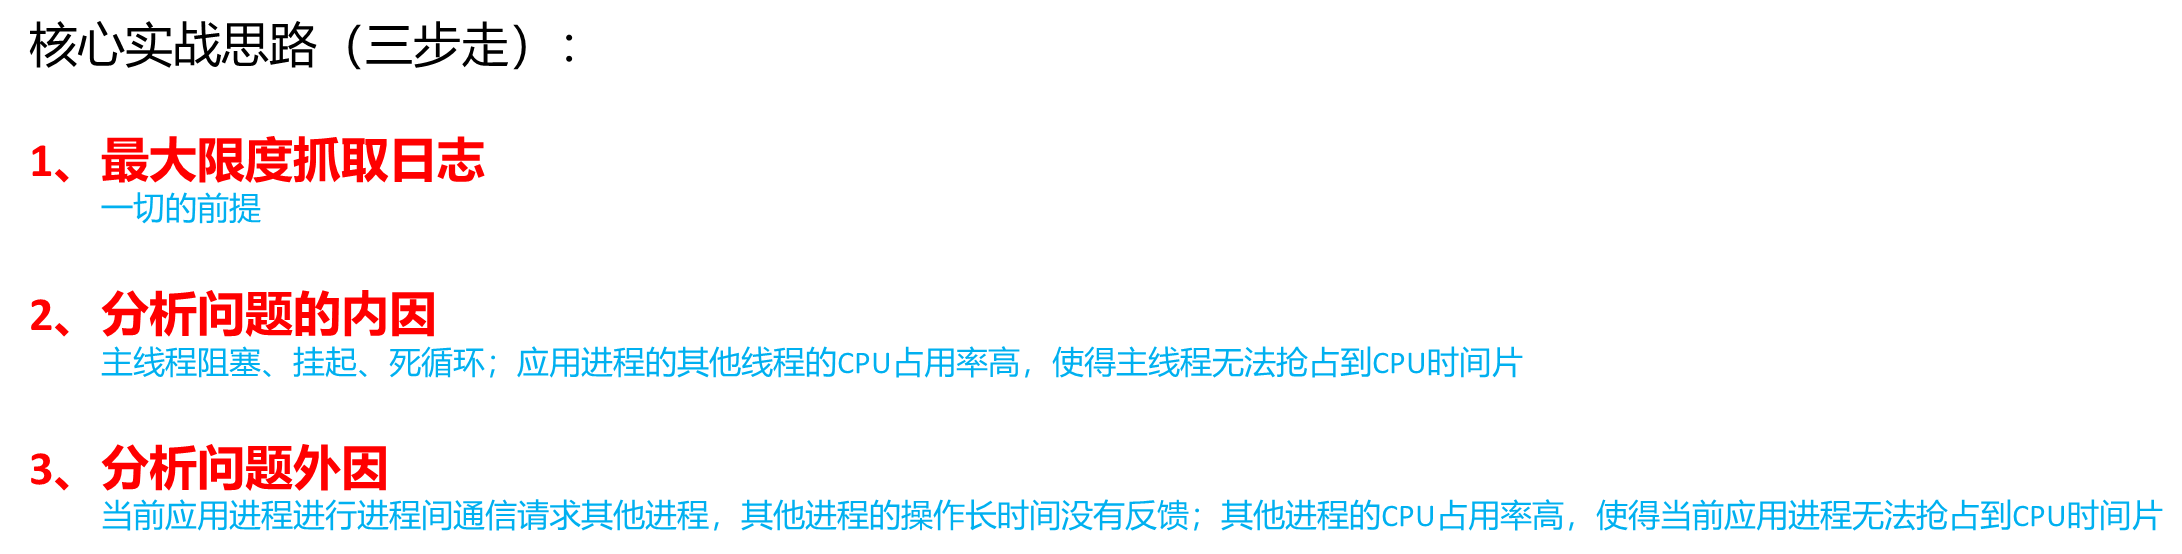 核心实战思路（三步走）：
1、最大限度抓取日志
一切的前提
2、分析问题的内因
主线程阻塞、挂起、死循环；应用进程的其他线程的CPU占用率高，使得主线程无法抢占到CPU时间片
3、分析问题外因
当前应用进程进行进程间通信请求其他进程，其他进程的操作长时间没有反馈；其他进程的CPU占用率高，使得当前应用进程无法抢占到CPU时间片